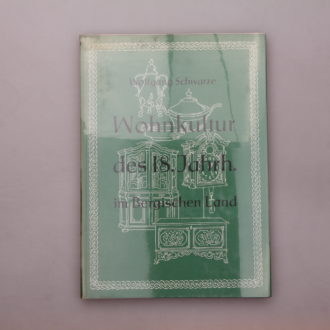 Wolfgang Schwarze
Wohnkultur
des 18. Jahrh.
im Bergischen Land